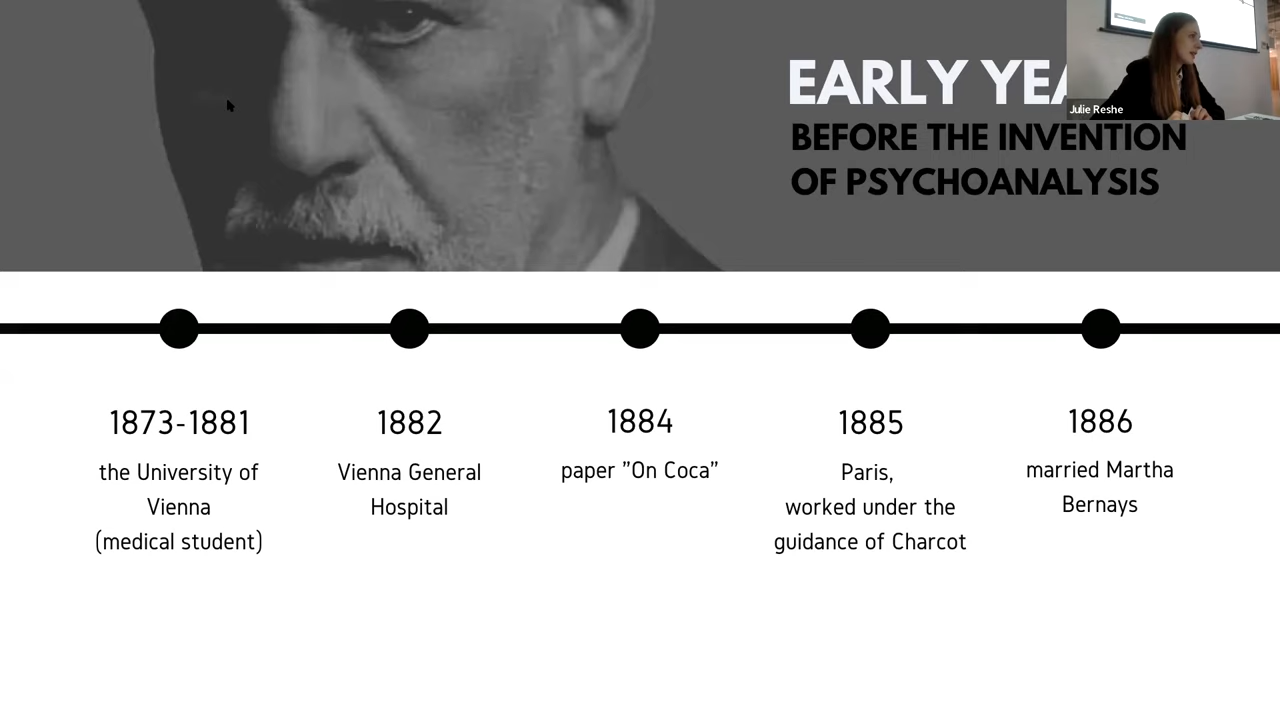 EARLY
BEFORE THE INVENTION
OF PSYCHOANALYSIS
Julie Reshe
1873-1881
the University of
Vienna
(medical student)
1882
Vienna General
Hospital
1884
paper ”On Coca”
1885
Paris,
worked under the
guidance of Charcot
1886
married Martha
Bernays